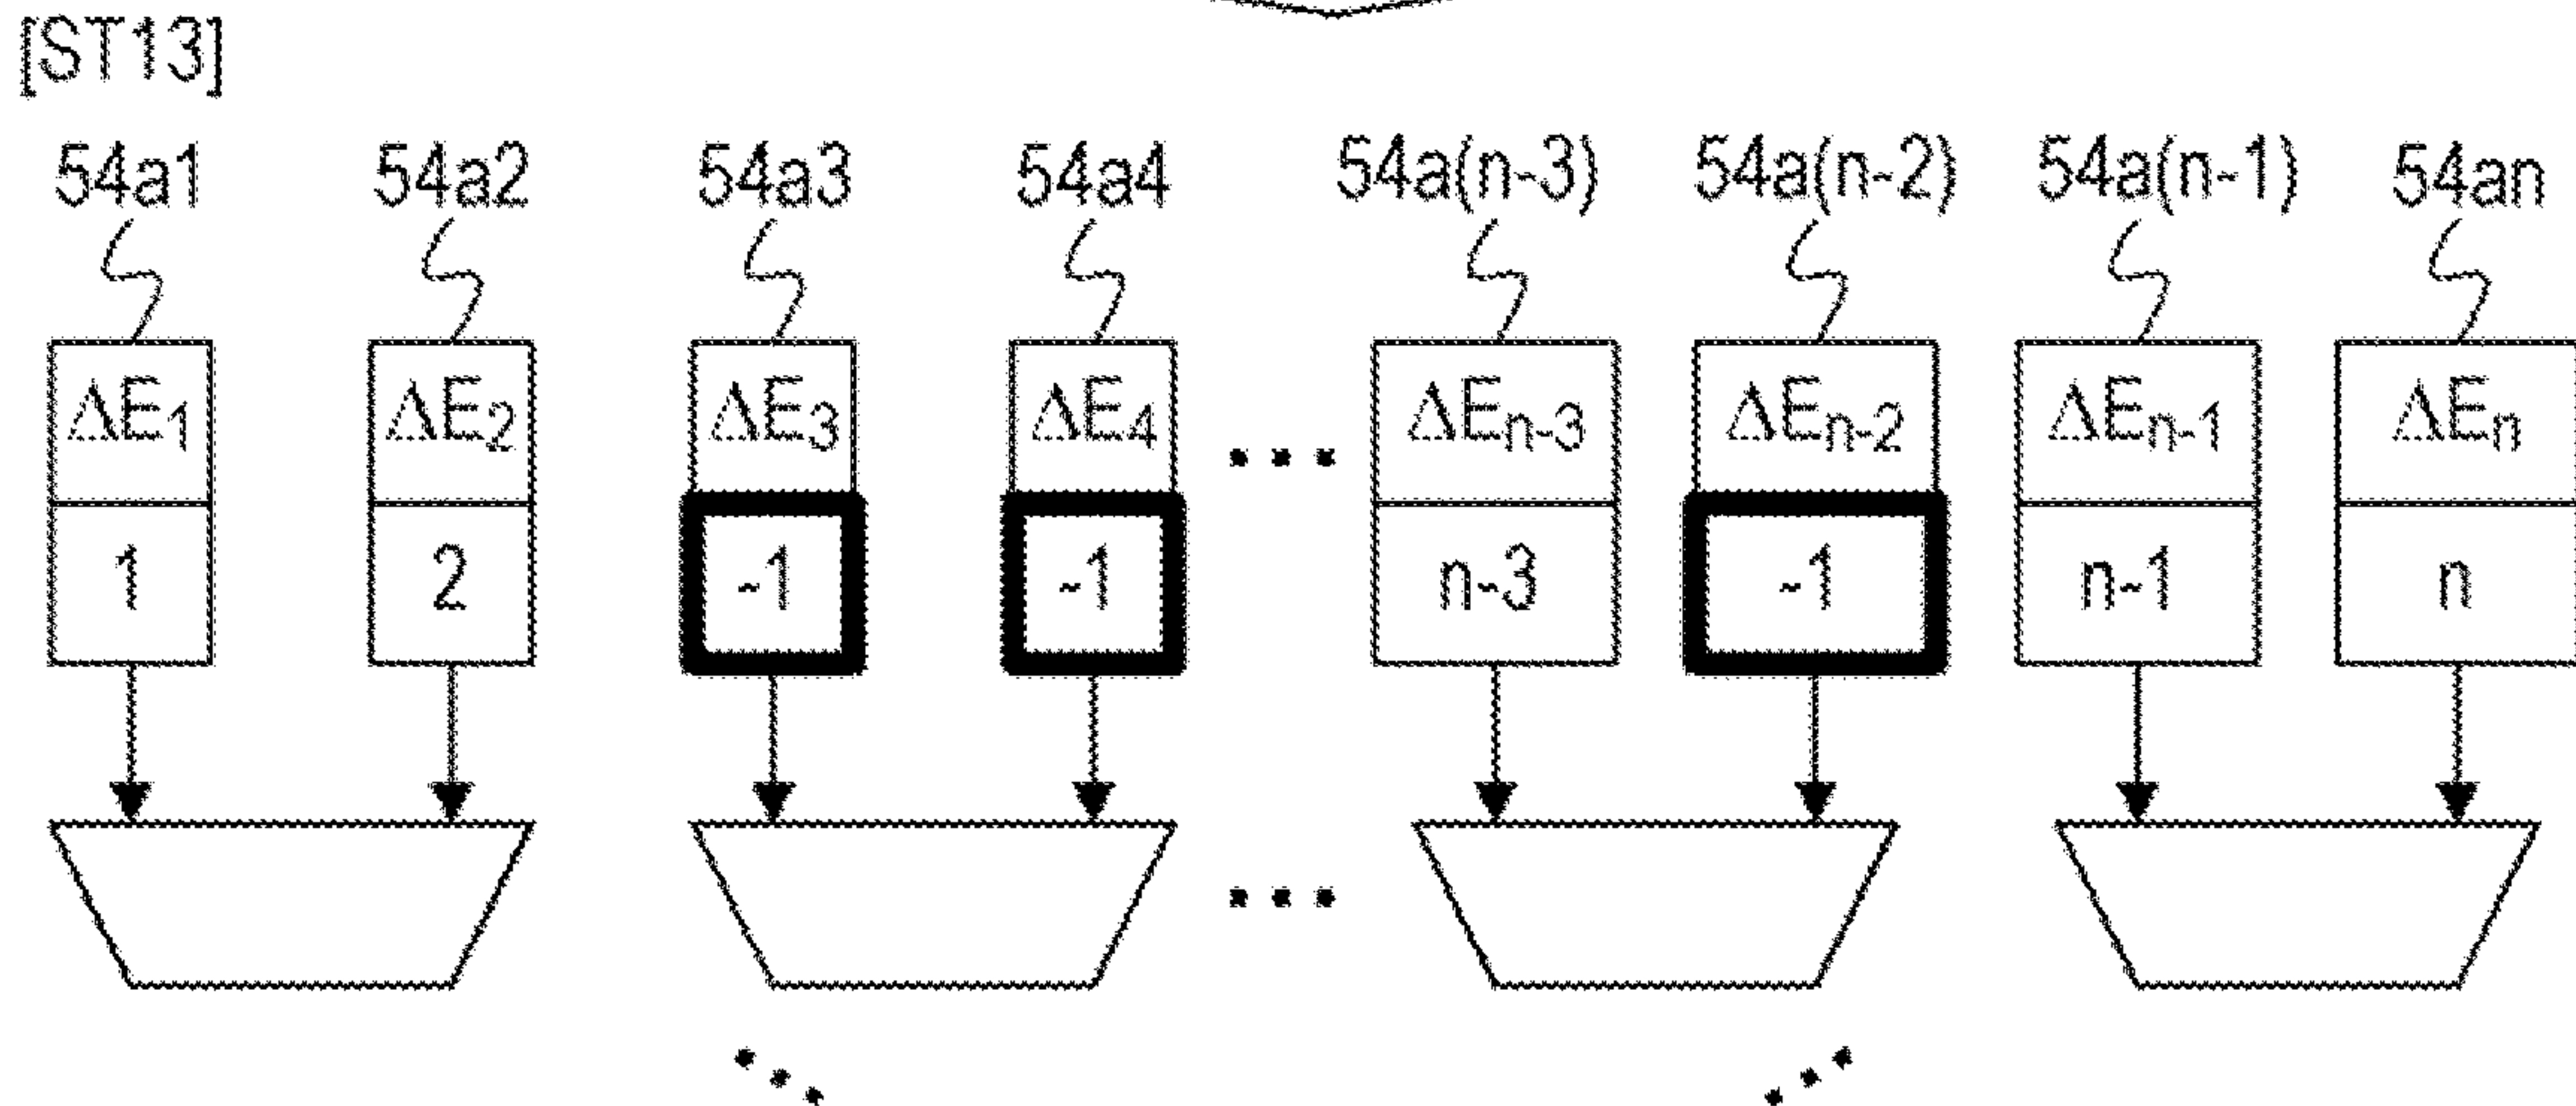 [ST13]
54a1 54a2 54a3 54a4 54a(n-3) 54a(n-2) 54a(n-1) 54an
ΔE1 ΔE2 ΔE3 ΔE4 ... ΔEn-3 ΔEn-2 ΔEn-1 ΔEn
1 2 -1 -1 n-3 -1 n-1 n